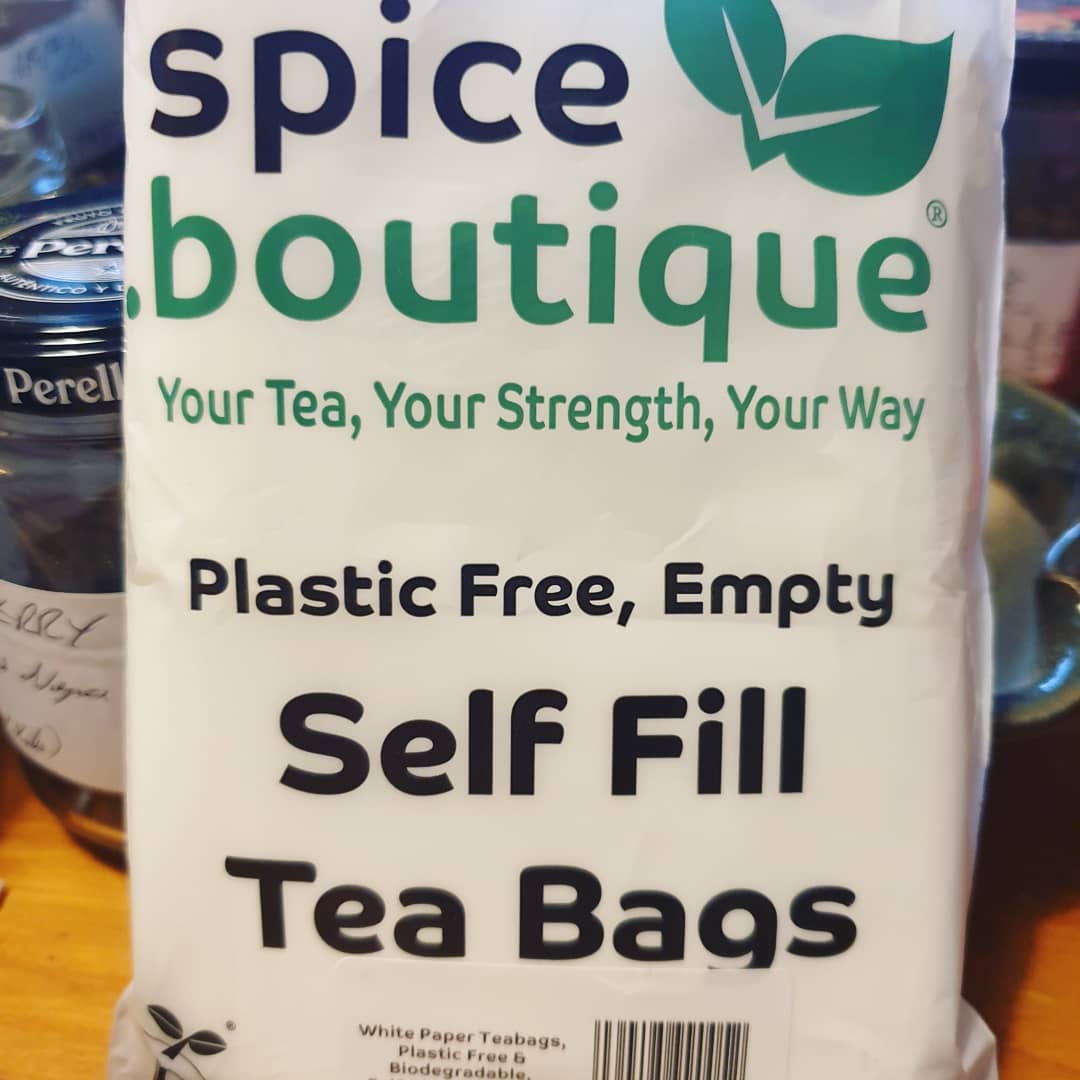 spice
.boutique®
Your Tea, Your Strength, Your Way
Plastic Free, Empty
Self Fill
Tea Bags
White Paper Teabags,
Plastic Free &
Biodegradable,
Perell